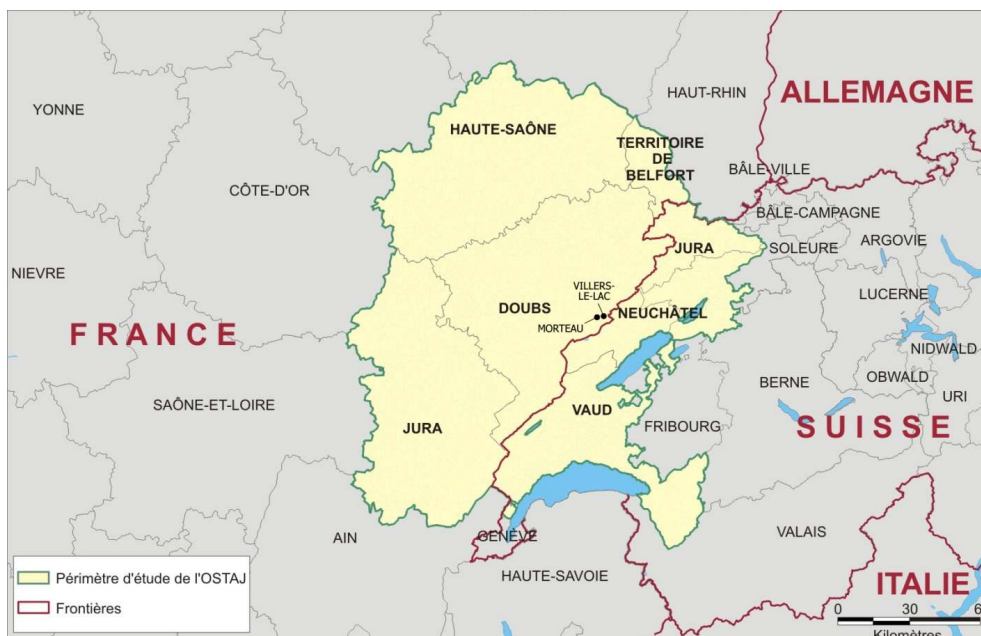 HAUT-RHIN
ALLEMAGNE
YONNE
HAUTE-SAÔNE
TERRITOIRE
DE
BELFORT
BÂLE-VILLE
CÔTE-D'OR
BÂLE-CAMPAGNE
JURA
SOLEURE
ARGOVIE
NIEVRE
VILLERS-
LE-LAC
LUCERNE
DOUBS
NEUCHÂTEL
MORTEAU
FRANCE
NIDWALD
OBWALD
BERNE
URI
SAÔNE-ET-LOIRE
VAUD
JURA
FRIBOURG
SUISSE
AIN
GENÈVE
VALAIS
HAUTE-SAVOIE
ITALIE
Périmètre d'étude de l'OSTAJ
Frontières
0 30
Kilomètres